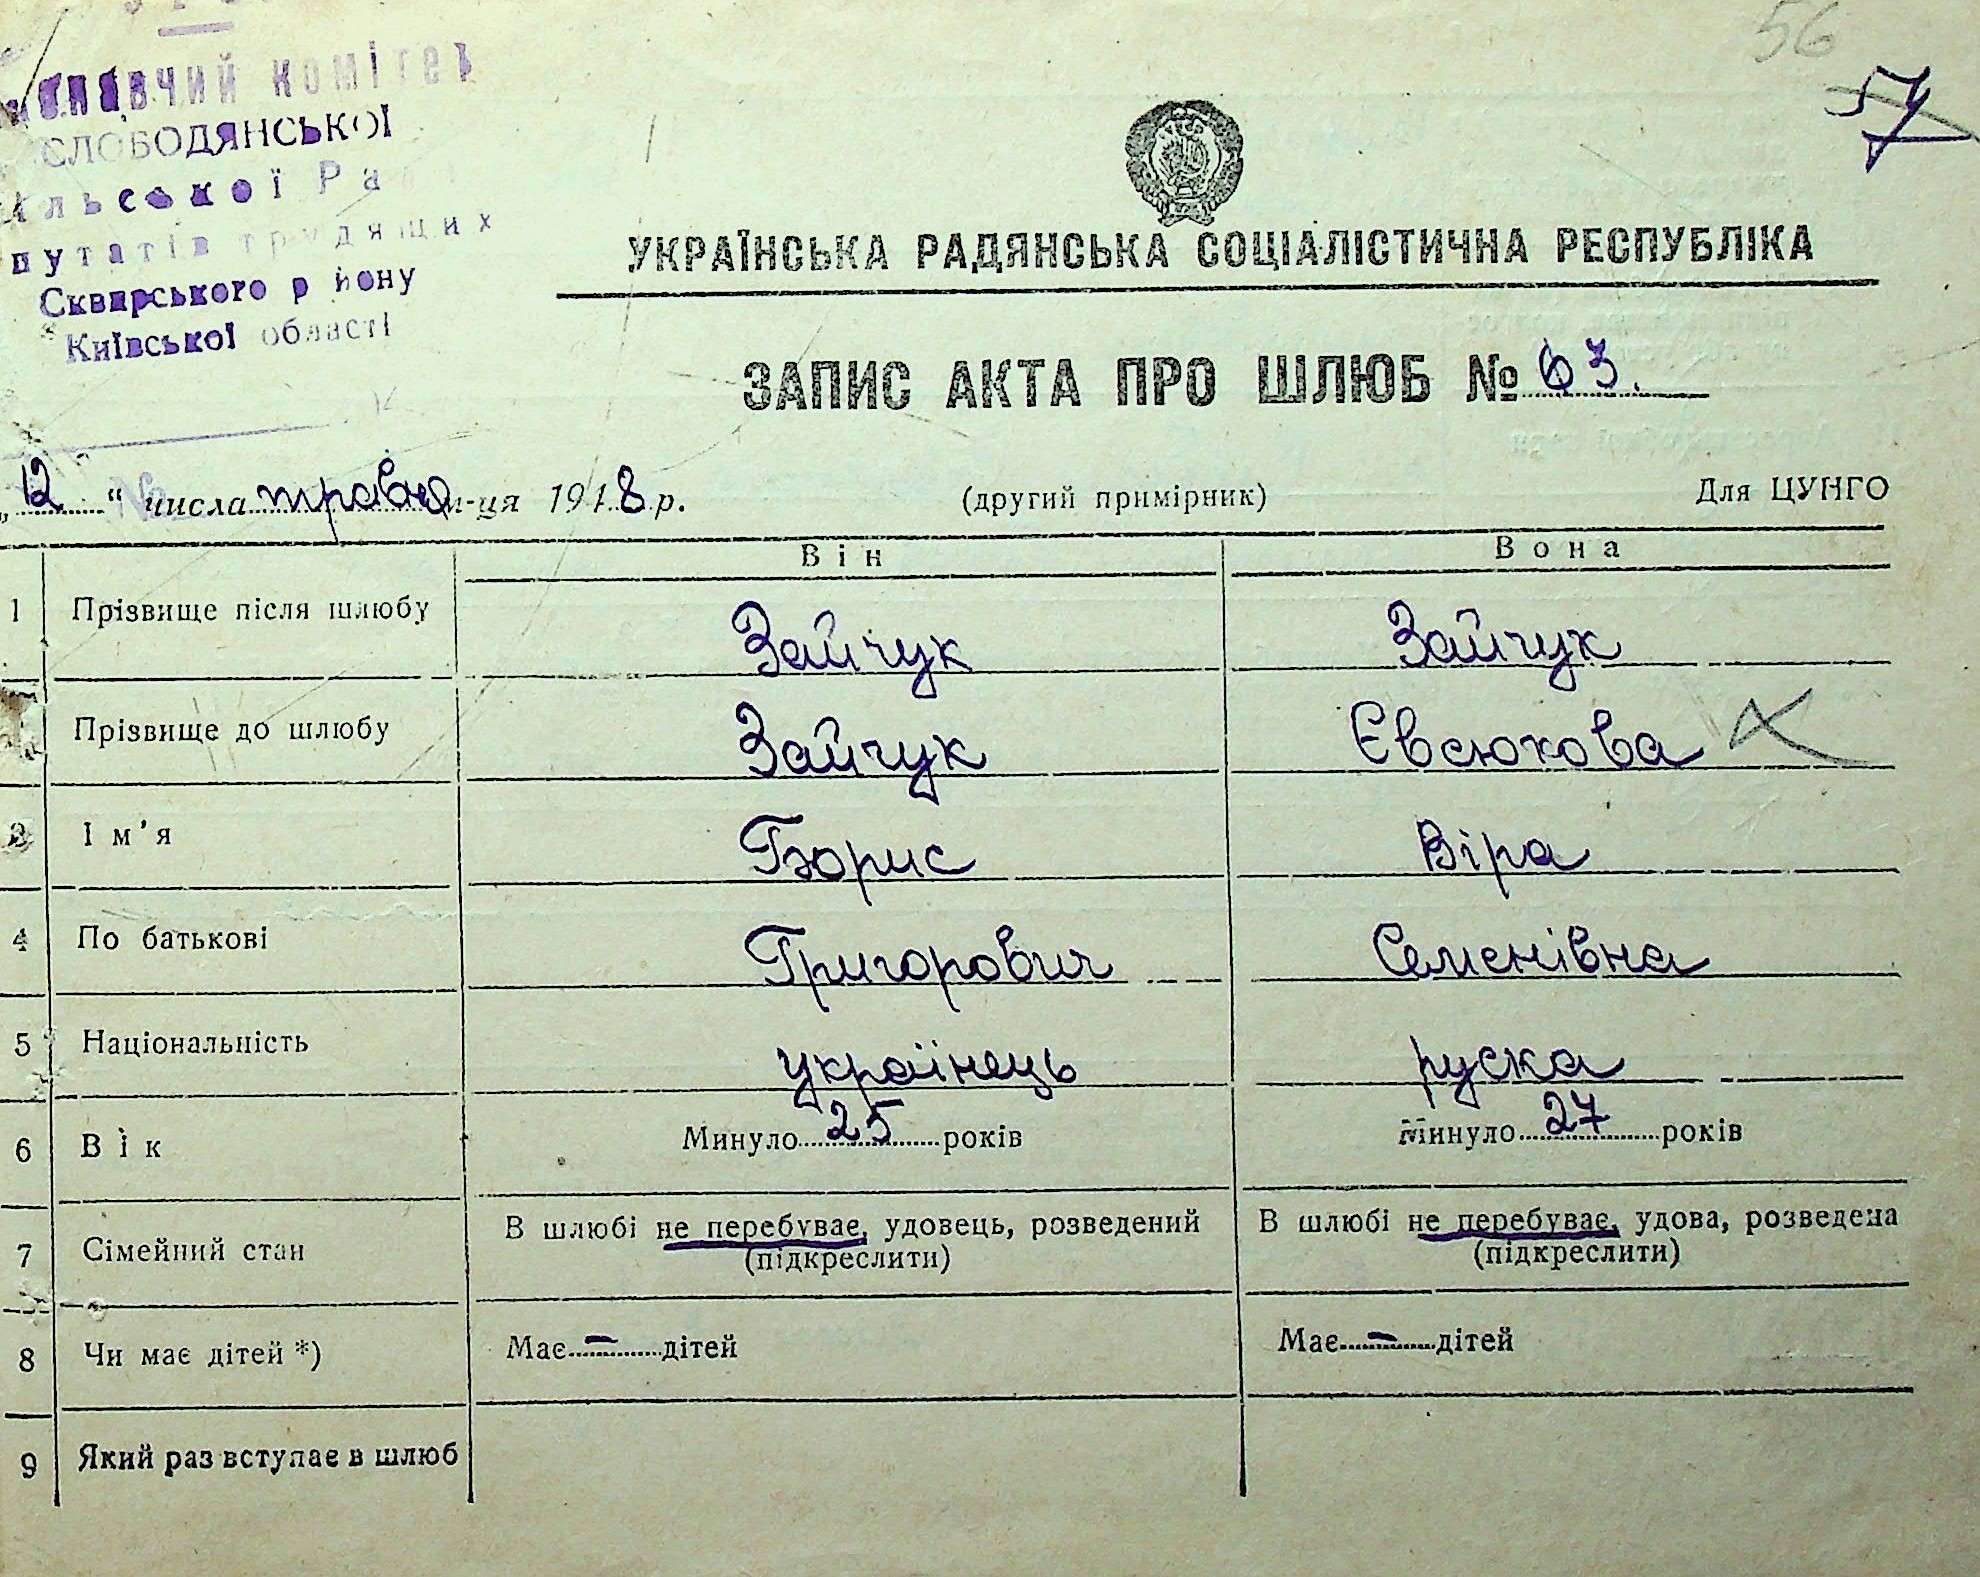 56
57
комітет
СЛОБОДЯНСЬКОЇ
трудящих
Сквирського
Київської області
УКРАЇНСЬКА РАДЯНСЬКА СОЦІАЛІСТИЧНА РЕСПУБЛІКА
ЗАПИС АКТА ПРО ШЛЮБ № 63.
„12“ числа травня м-ця 1948 р. (другий примірник) Для ЦУНГО
Він Вона
1 Прізвище після шлюбу Зайчук Зайчук
Прізвище до шлюбу Зайчук Євсюкова
3 Ім’я Борис Віра
4 По батькові Григорович Семенівна
5 Національність українець руска
6 Вік Минуло 25 років Минуло 27 років
7 Сімейний стан В шлюбі не перебуває, удовець, розведений В шлюбі не перебуває, удова, розведена
(підкреслити) (підкреслити)
8 Чи має дітей *) Має — дітей Має — дітей
9 Який раз вступає в шлюб